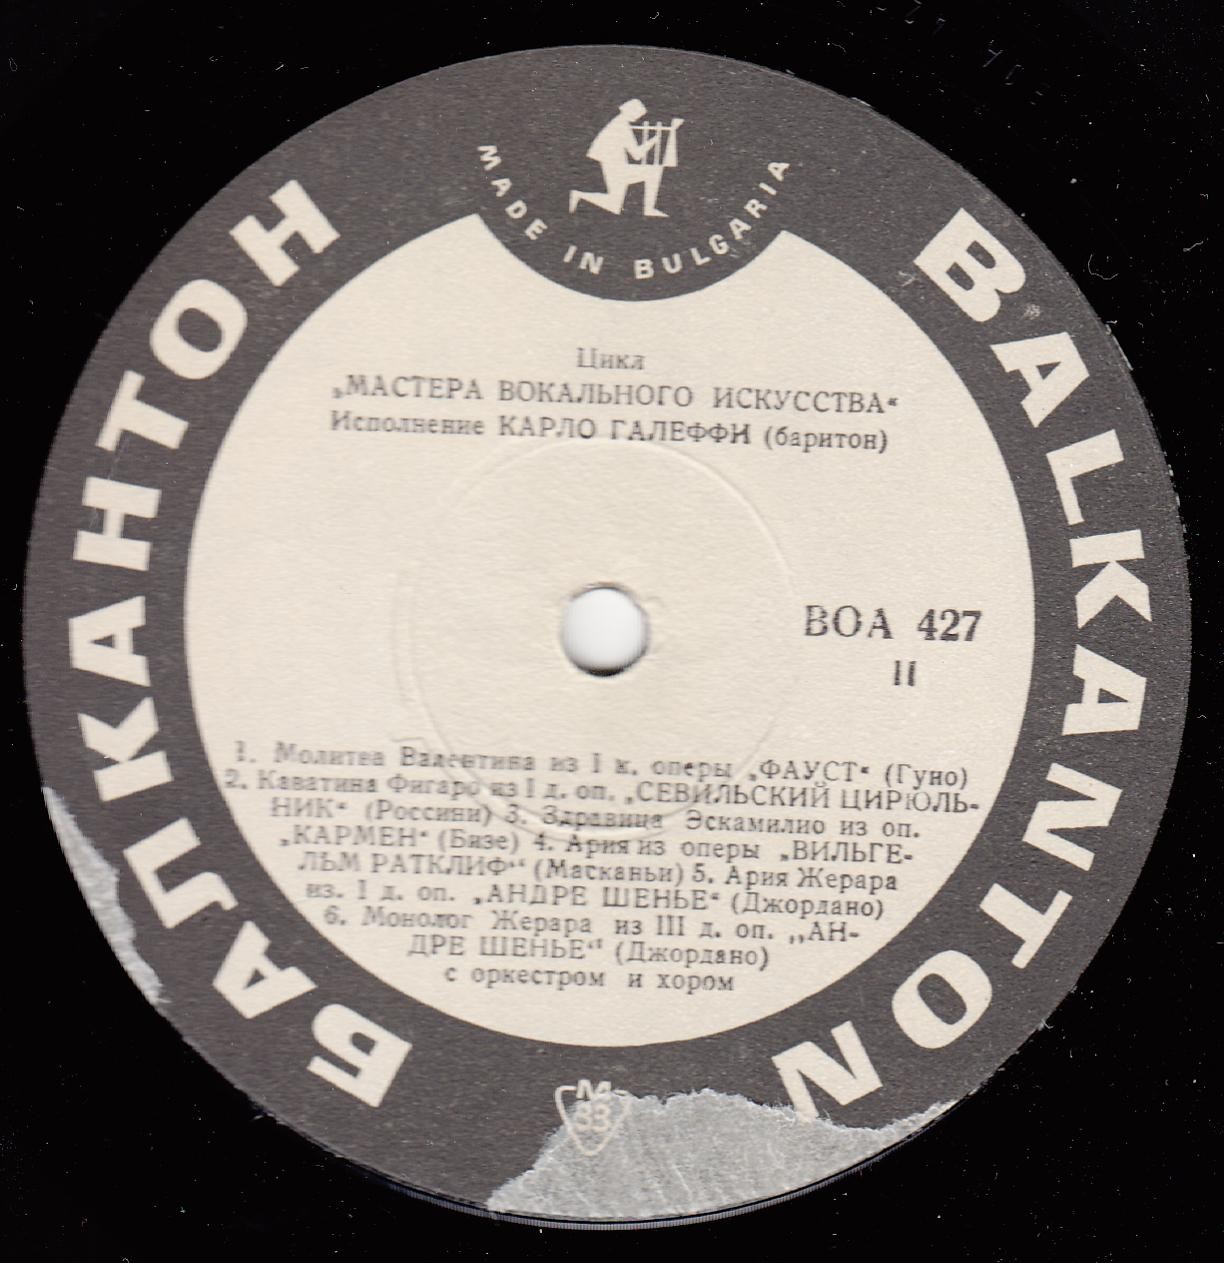 MADE IN BULGARIA
БАЛКАНТОН
BALKANTON
Цикл
„МАСТЕРА ВОКАЛЬНОГО ИСКУССТВА“
Исполнение КАРЛО ГАЛЕФФИ (баритон)
ВОА 427
II
1. Молитва Валентина из I к. оперы „ФАУСТ“ (Гуно)
2. Каватина Фигаро из I д. оп. „СЕВИЛЬСКИЙ ЦИРЮЛЬ-
НИК“ (Россини) 3. Здравица Эскамилио из оп.
„КАРМЕН“ (Бизе) 4. Ария из оперы „ВИЛЬГЕ-
ЛЬМ РАТКЛИФ“ (Масканьи) 5. Ария Жерара
из. I д. оп. „АНДРЕ ШЕНЬЕ“ (Джордано)
6. Монолог Жерара из III д. оп. „АН-
ДРЕ ШЕНЬЕ“ (Джордано)
с оркестром и хором
М
33